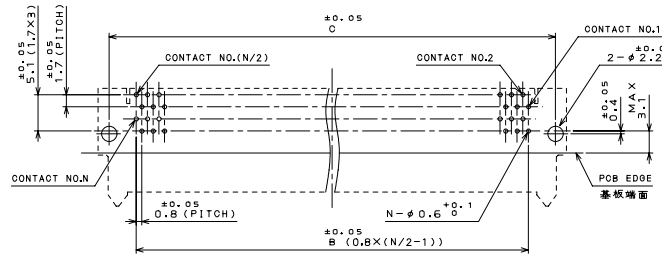 ±0.05
C
±0.05
5.1 (1.7×3)
±0.05
1.7 (PITCH)
CONTACT NO.(N/2)
CONTACT NO.2
CONTACT NO.1
±0.0
2-φ2.2
±0.05
0.4
MAX
3.1
CONTACT NO.N
±0.05
0.8 (PITCH)
N-φ0.6 +0.1 0
PCB EDGE
基板端面
±0.05
B (0.8×(N/2-1))